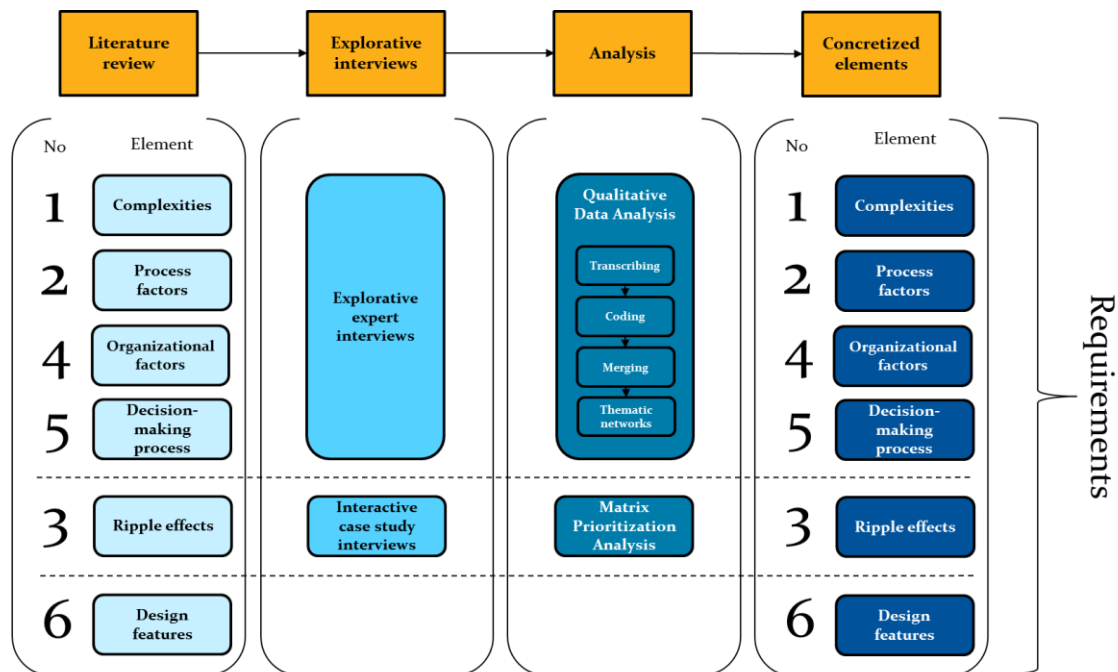 Literature
review
Explorative
interviews
Analysis
Concretized
elements
No
Element
1
Complexities
2
Process
factors
4
Organizational
factors
5
Decision-
making
process
3
Ripple effects
6
Design
features
Explorative
expert
interviews
Interactive
case study
interviews
Qualitative
Data Analysis
Transcribing
Coding
Merging
Thematic
networks
Matrix
Prioritization
Analysis
No
Element
1
Complexities
2
Process
factors
4
Organizational
factors
5
Decision-
making
process
3
Ripple effects
6
Design
features
Requirements